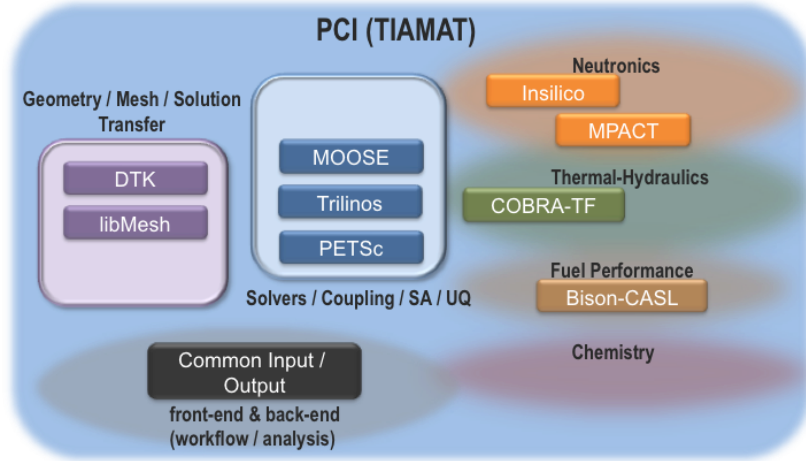 PCI (TIAMAT)
Geometry / Mesh / Solution
Transfer
DTK
libMesh
MOOSE
Trilinos
PETSc
Solvers / Coupling / SA / UQ
Neutronics
Insilico
MPACT
Thermal-Hydraulics
COBRA-TF
Fuel Performance
Bison-CASL
Chemistry
Common Input /
Output
front-end & back-end
(workflow / analysis)